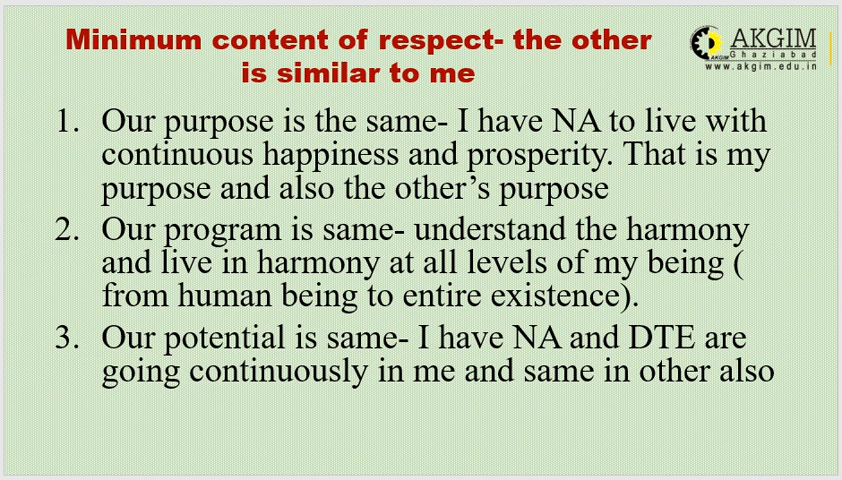 Minimum content of respect- the other
is similar to me
AKGIM
Ghaziabad
AKGIM
www.akgim.edu.in
1. Our purpose is the same- I have NA to live with
continuous happiness and prosperity. That is my
purpose and also the other’s purpose
2. Our program is same- understand the harmony
and live in harmony at all levels of my being (
from human being to entire existence).
3. Our potential is same- I have NA and DTE are
going continuously in me and same in other also